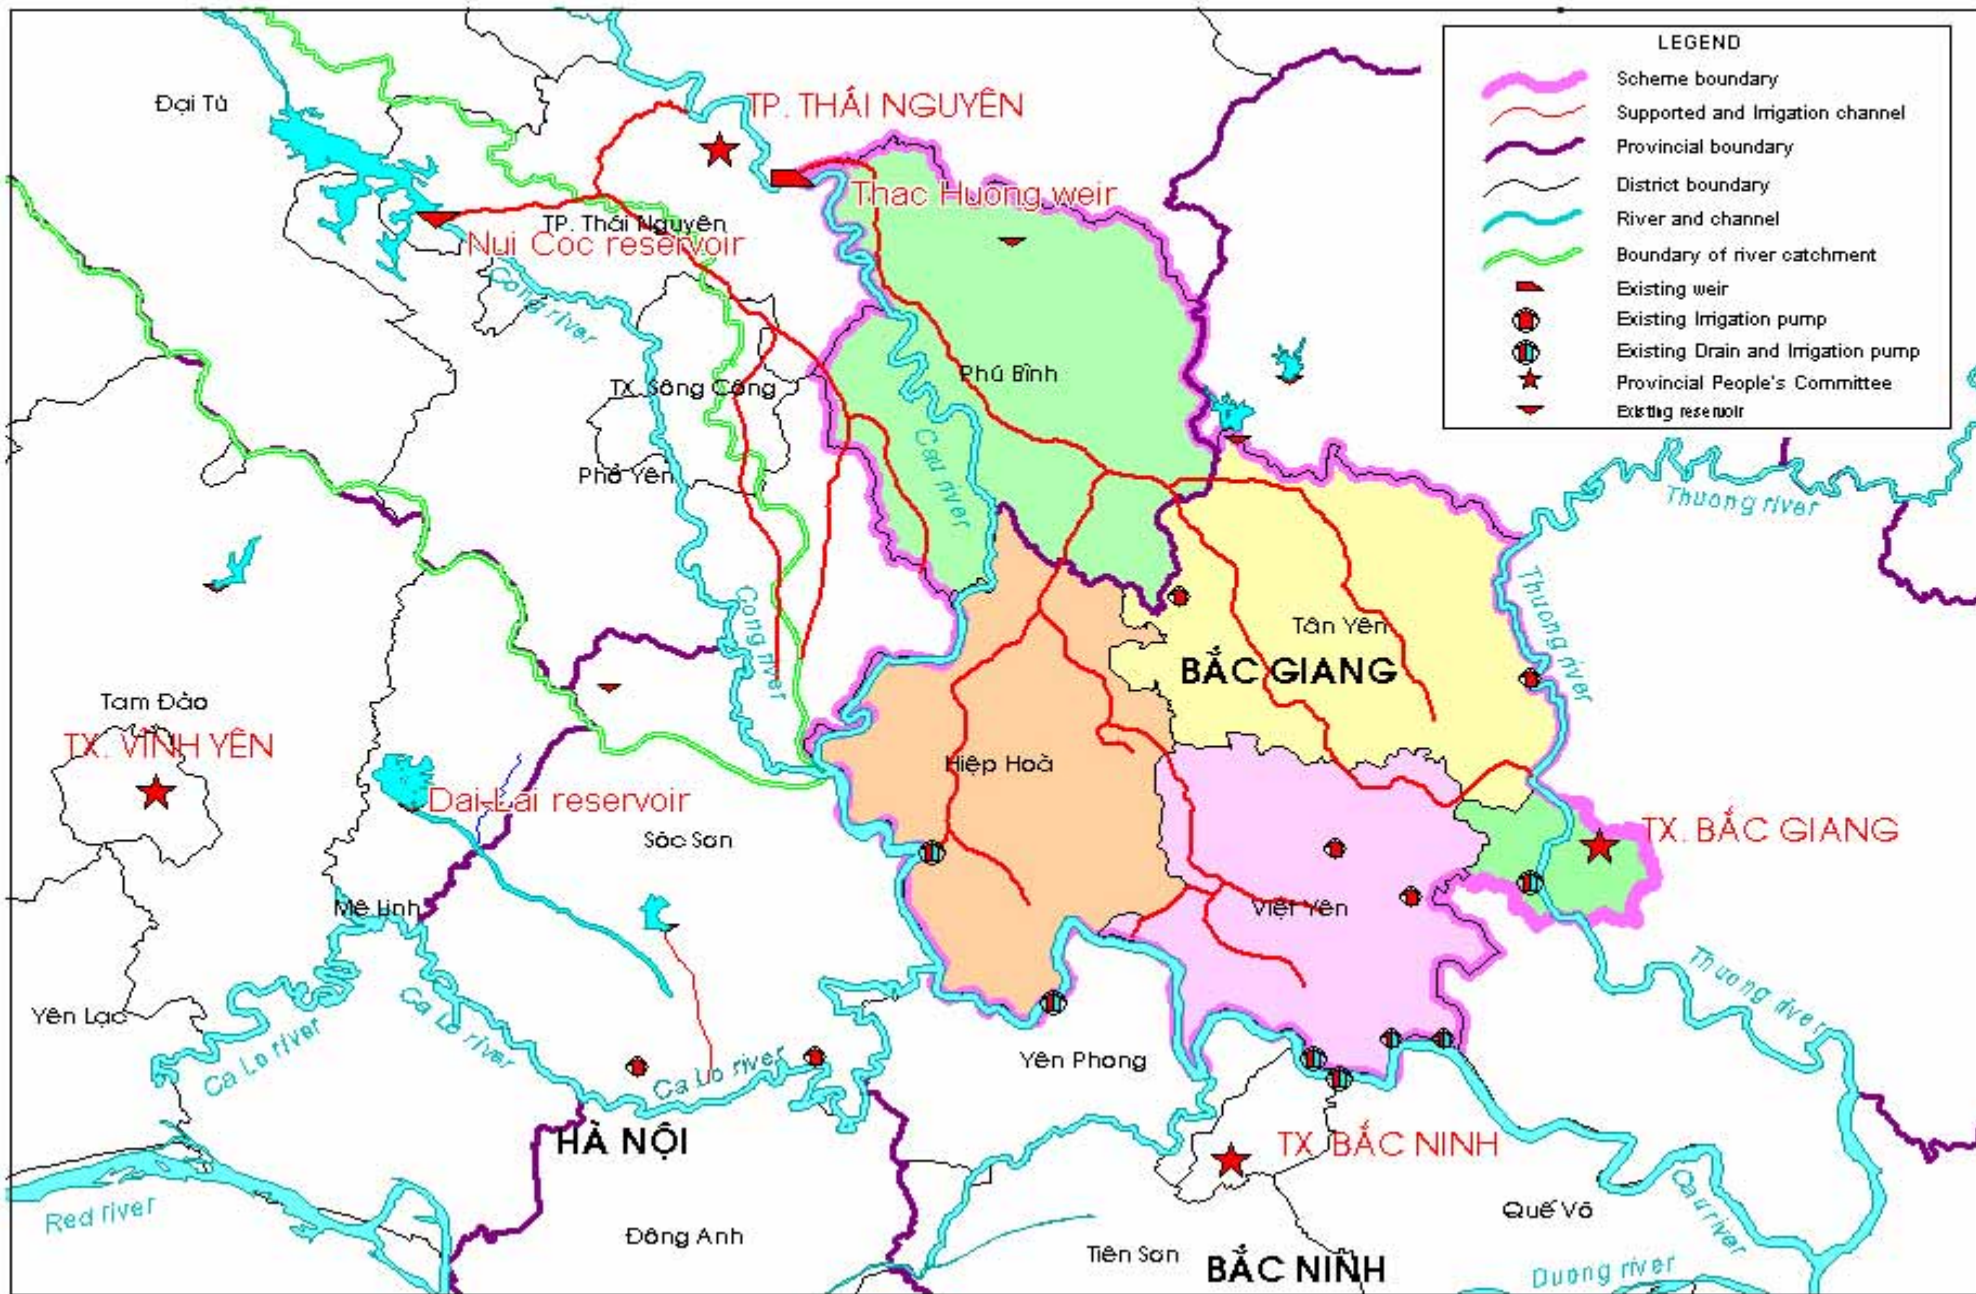 LEGEND
Scheme boundary
Supported and Irrigation channel
Provincial boundary
District boundary
River and channel
Boundary of river catchment
Existing weir
Existing Irrigation pump
Existing Drain and Irrigation pump
Provincial People's Committee
Existing reservoir
Đại Từ
TP. THÁI NGUYÊN
Thac Huong weir
TP. Thái Nguyên
Nui Coc reservoir
Cong river
Phú Bình
TX. Sông Công
Cau river
Phổ Yên
Thuong river
Thuong river
Cong river
Tân Yên
BẮC GIANG
Tam Đảo
TX. VĨNH YÊN
Hiệp Hoà
Dai Lai reservoir
Sóc Sơn
TX. BẮC GIANG
Mê Linh
Việt Yên
Thuong river
Yên Lạc
Ca Lo river
Ca Lo river
Ca Lo river
Yên Phong
HÀ NỘI
TX. BẮC NINH
Red river
Đông Anh
Tiên Sơn
Quế Võ
Cau river
BẮC NINH
Duong river